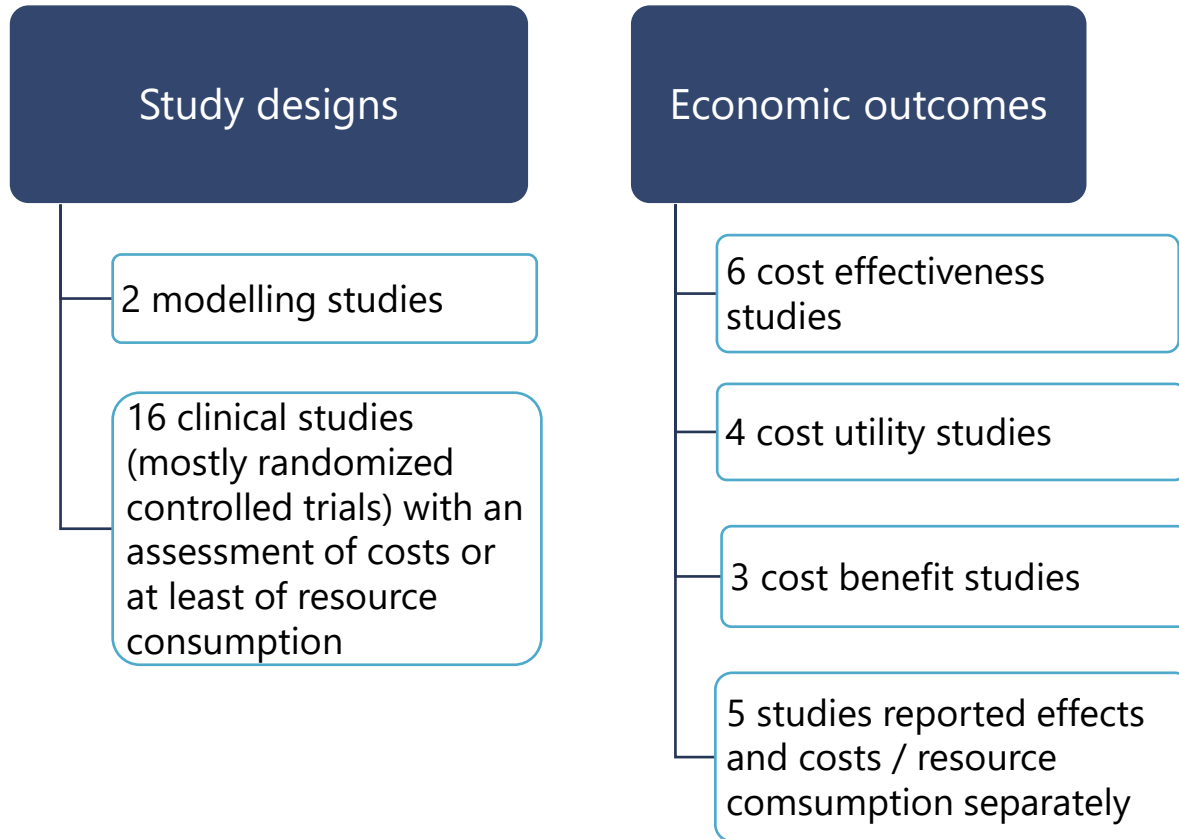 Study designs
2 modelling studies
16 clinical studies
(mostly randomized
controlled trials) with an
assessment of costs or
at least of resource
consumption
Economic outcomes
6 cost effectiveness
studies
4 cost utility studies
3 cost benefit studies
5 studies reported effects
and costs / resource
comsumption separately